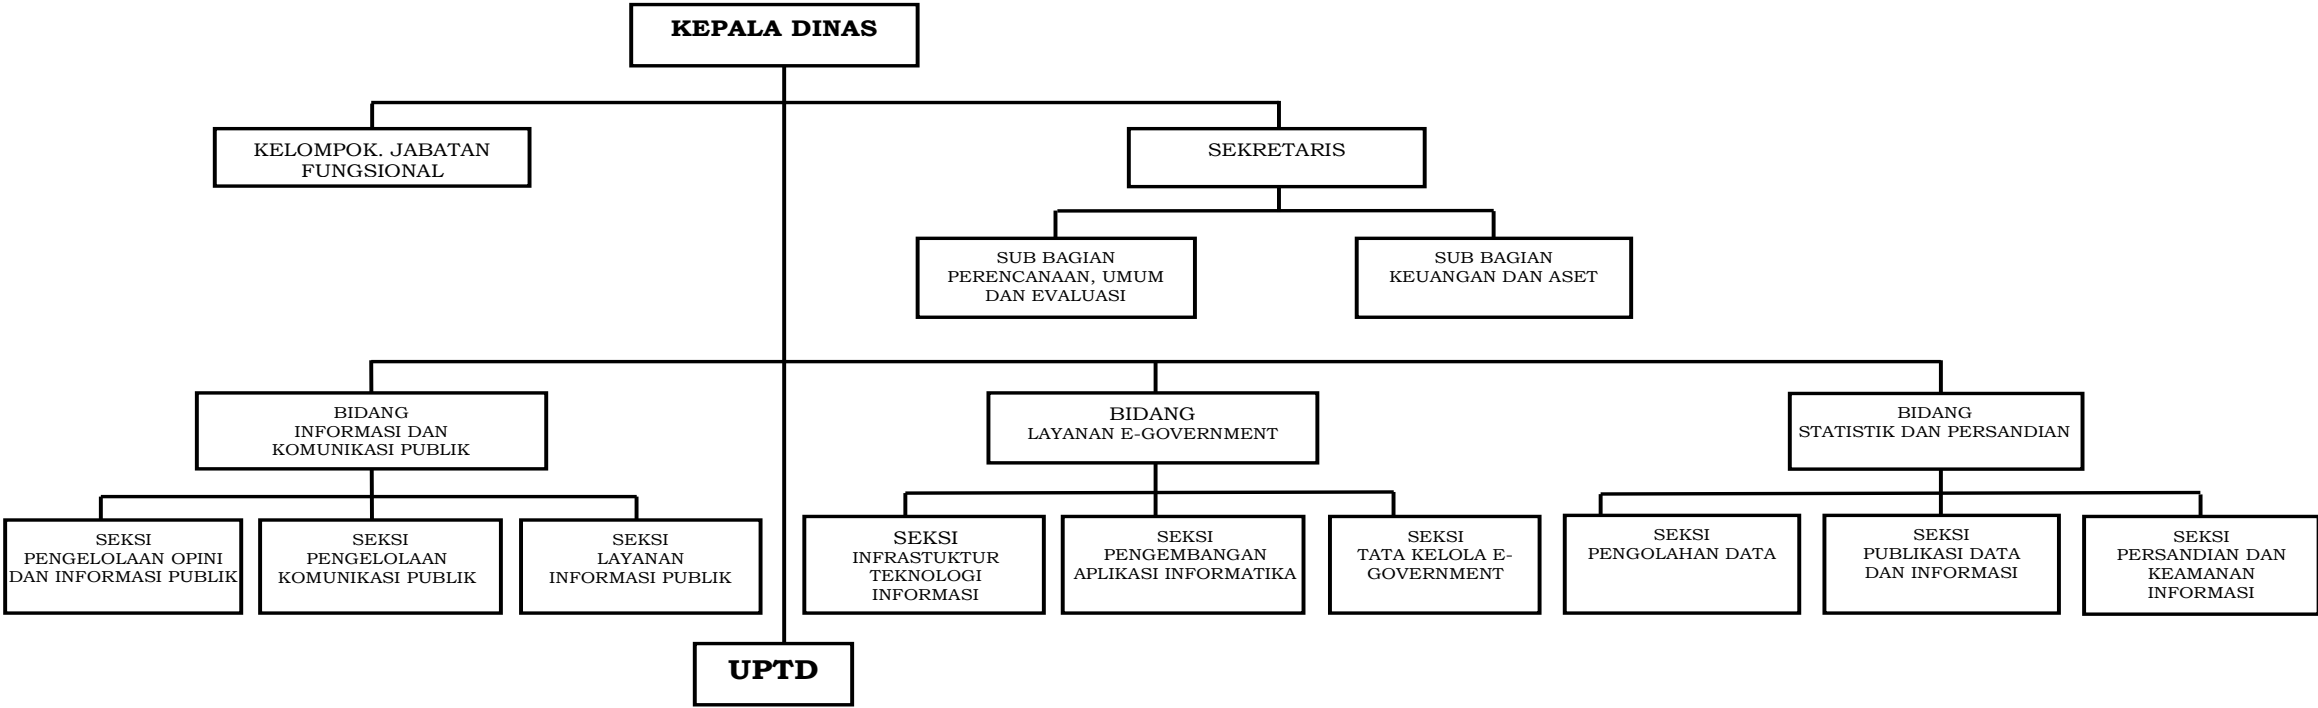 KEPALA DINAS
KELOMPOK. JABATAN
FUNGSIONAL
SEKRETARIS
SUB BAGIAN
PERENCANAAN, UMUM
DAN EVALUASI
SUB BAGIAN
KEUANGAN DAN ASET
BIDANG
INFORMASI DAN
KOMUNIKASI PUBLIK
BIDANG
LAYANAN E-GOVERNMENT
BIDANG
STATISTIK DAN PERSANDIAN
SEKSI
PENGELOLAAN OPINI
DAN INFORMASI PUBLIK
SEKSI
PENGELOLAAN
KOMUNIKASI PUBLIK
SEKSI
LAYANAN
INFORMASI PUBLIK
SEKSI
INFRASTUKTUR
TEKNOLOGI
INFORMASI
SEKSI
PENGEMBANGAN
APLIKASI INFORMATIKA
SEKSI
TATA KELOLA E-
GOVERNMENT
SEKSI
PENGOLAHAN DATA
SEKSI
PUBLIKASI DATA
DAN INFORMASI
SEKSI
PERSANDIAN DAN
KEAMANAN
INFORMASI
UPTD